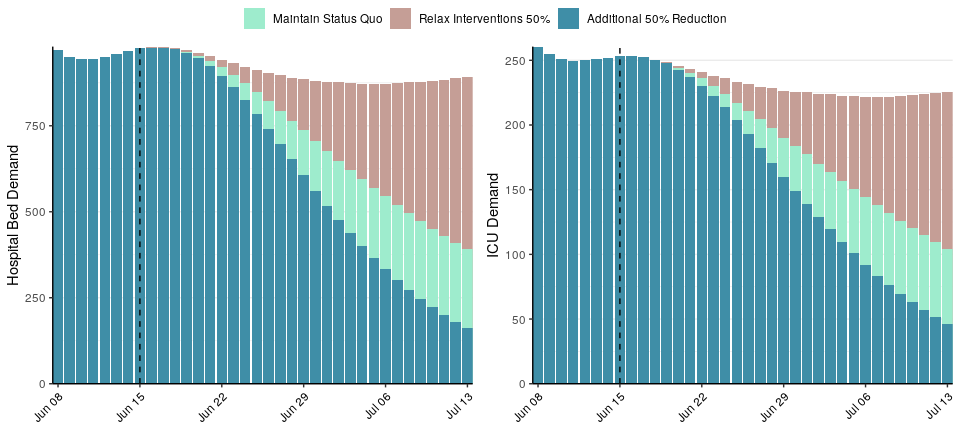 Maintain Status Quo Relax Interventions 50% Additional 50% Reduction
Hospital Bed Demand
750
500
250
0
Jun 08 Jun 15 Jun 22 Jun 29 Jul 06 Jul 13
ICU Demand
250
200
150
100
50
0
Jun 08 Jun 15 Jun 22 Jun 29 Jul 06 Jul 13